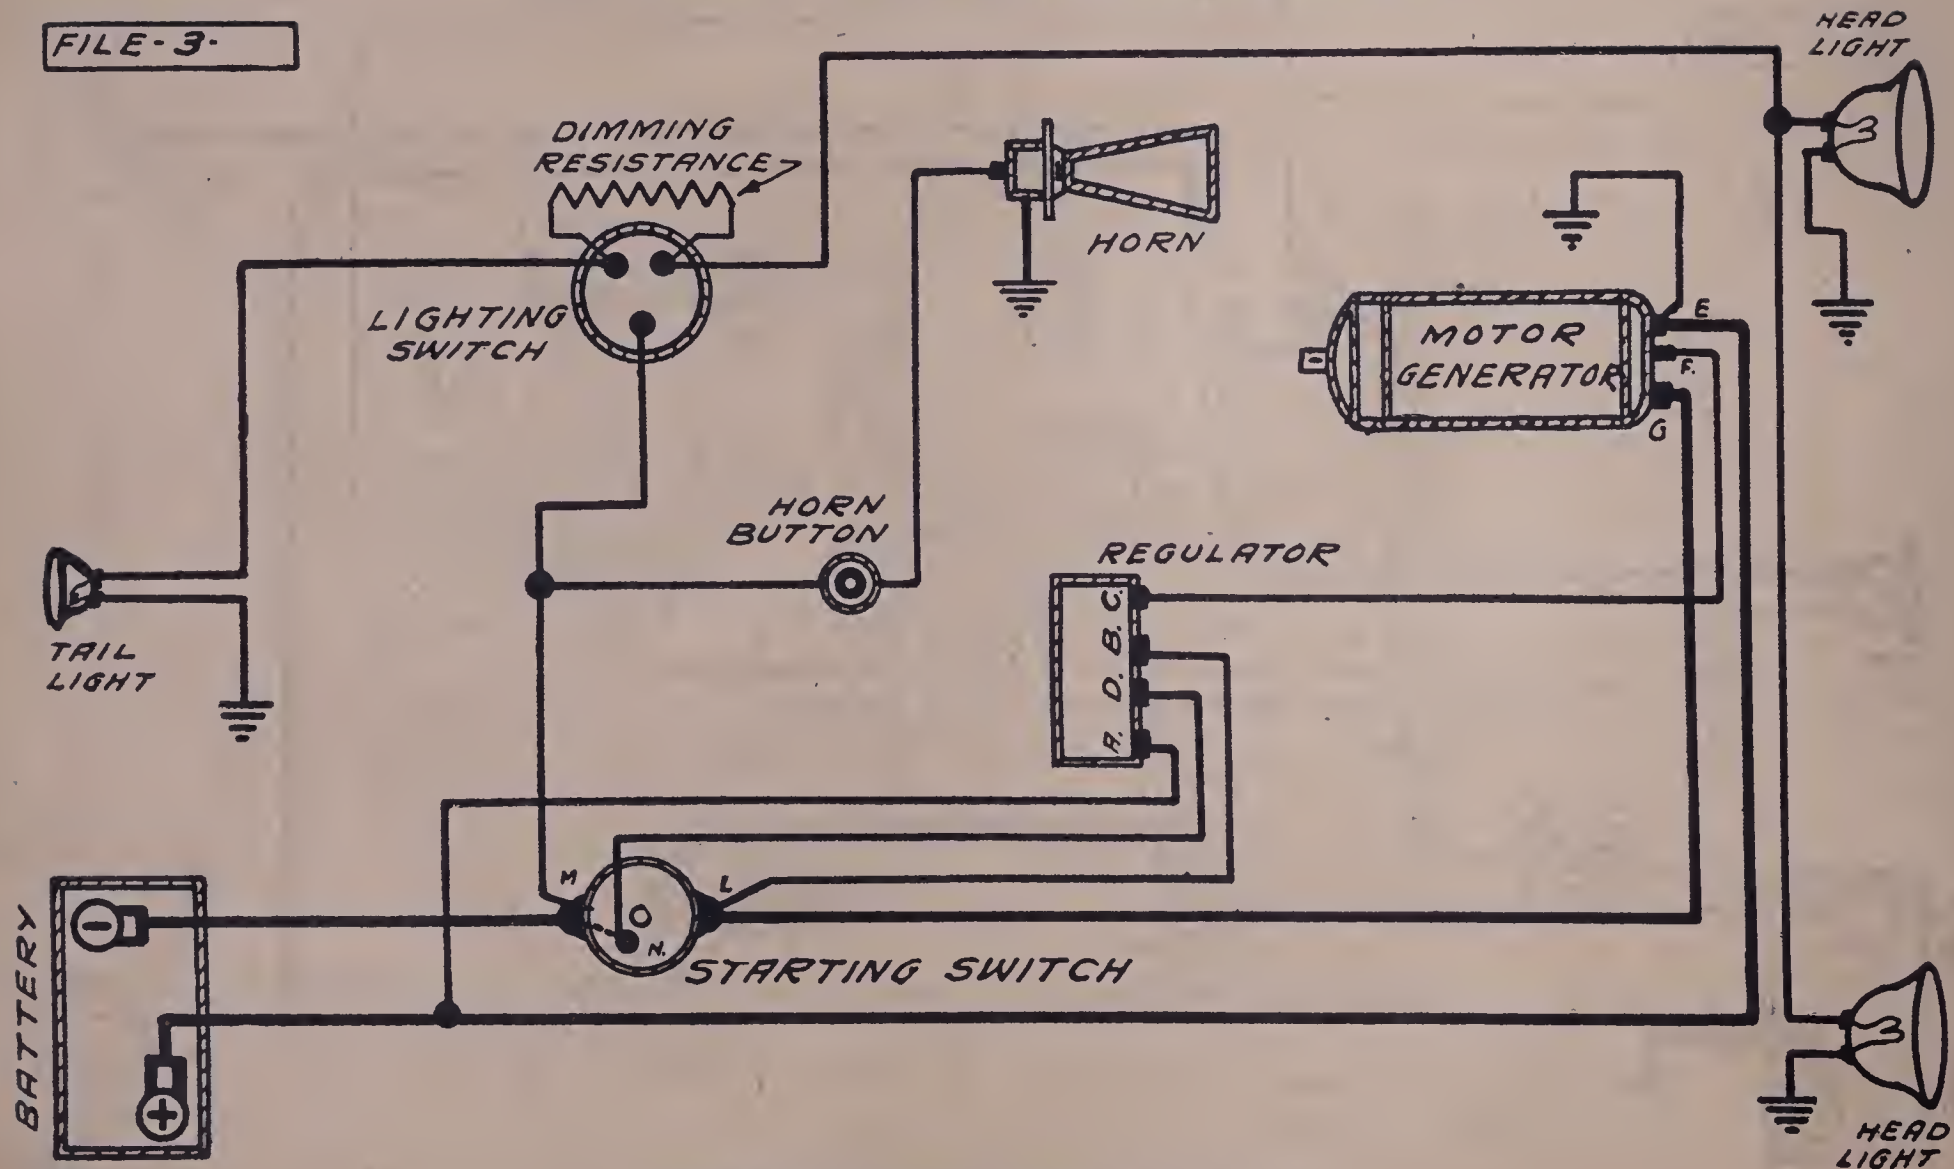 FILE-3-
HEAD
LIGHT
DIMMING
RESISTANCE
HORN
LIGHTING
SWITCH
E
MOTOR
GENERATOR
F.
G
HORN
BUTTON
REGULATOR
C.
B.
D.
A.
TAIL
LIGHT
M
L
N.
STARTING SWITCH
BATTERY
−
+
HEAD
LIGHT